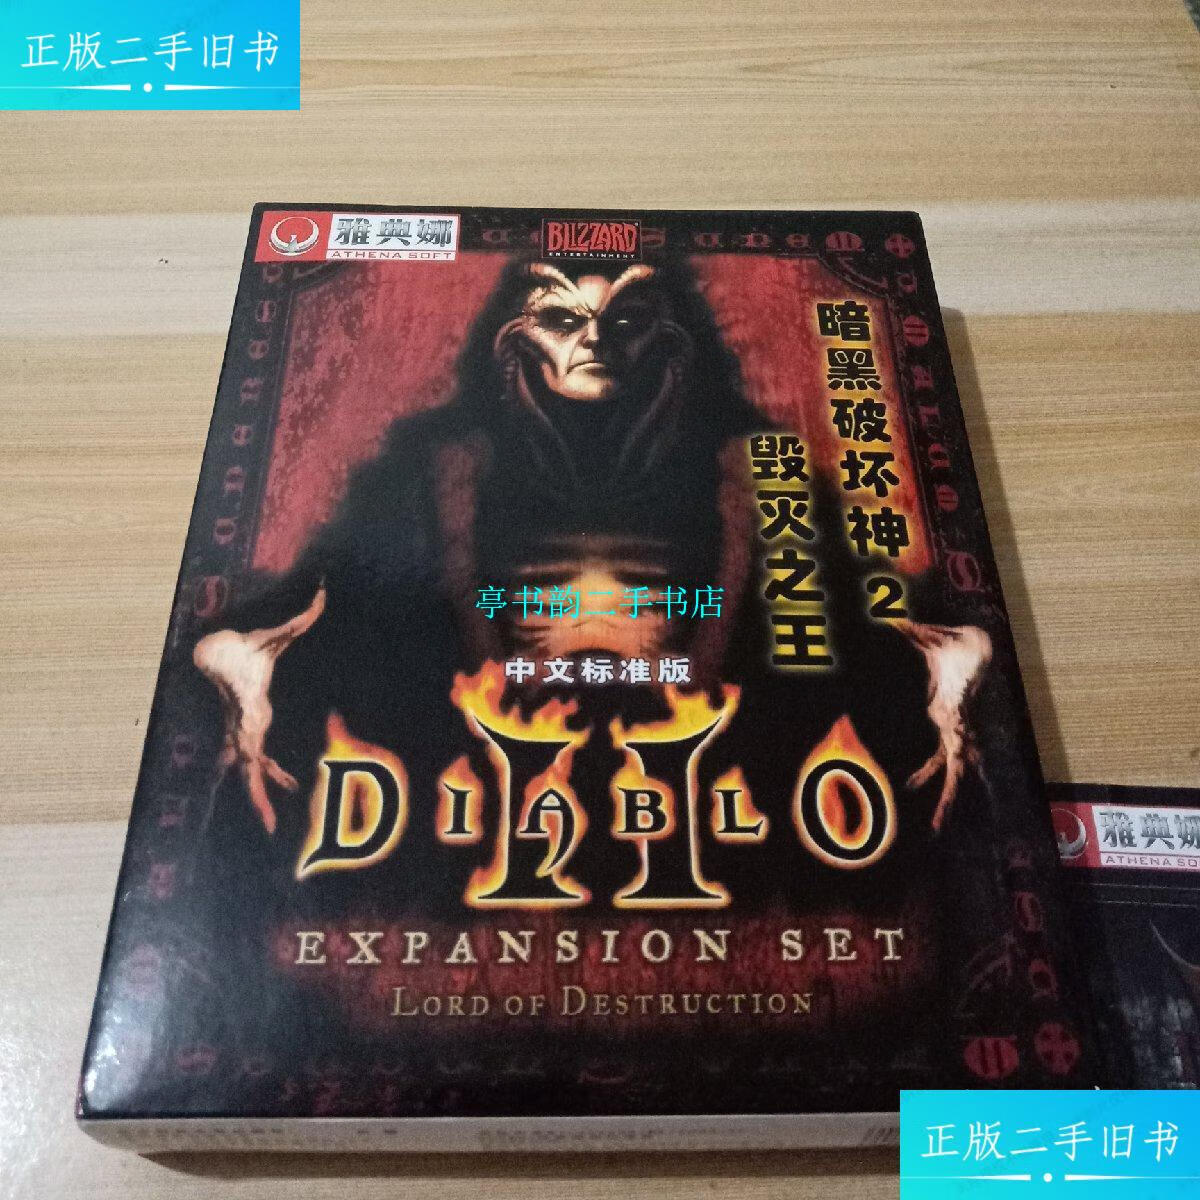 正版二手旧书
雅典娜
ATHENA SOFT
BLIZZARD
ENTERTAINMENT
暗黑破坏神2
毁灭之王
亭书韵二手书店
中文标准版
DIABLO
II
EXPANSION SET
LORD OF DESTRUCTION
雅典娜
ATHENA SO
正版二手旧书